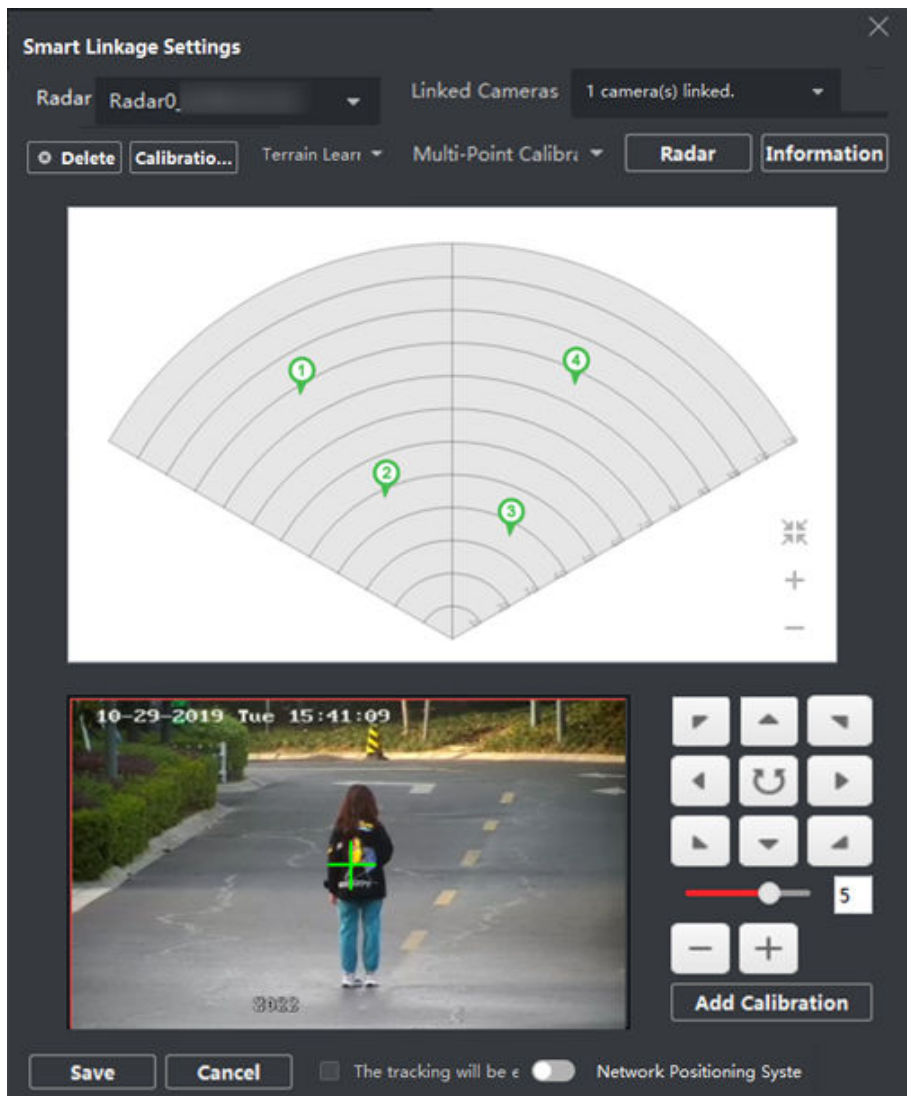 Smart Linkage Settings
Radar Radar0_ Linked Cameras 1 camera(s) linked.
Delete Calibratio... Terrain Learr Multi-Point Calibra Radar Information
1
4
2
3
10-29-2019 Tue 15:41:09
5
Add Calibration
Save Cancel The tracking will be e Network Positioning Syste